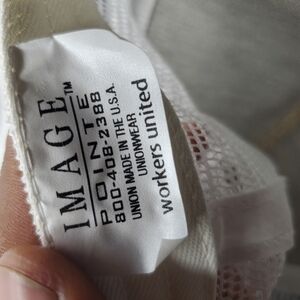 IMAGE™
POINTE
800-408-2388
UNION MADE IN THE U.S.A.
UNIONWEAR
workers united